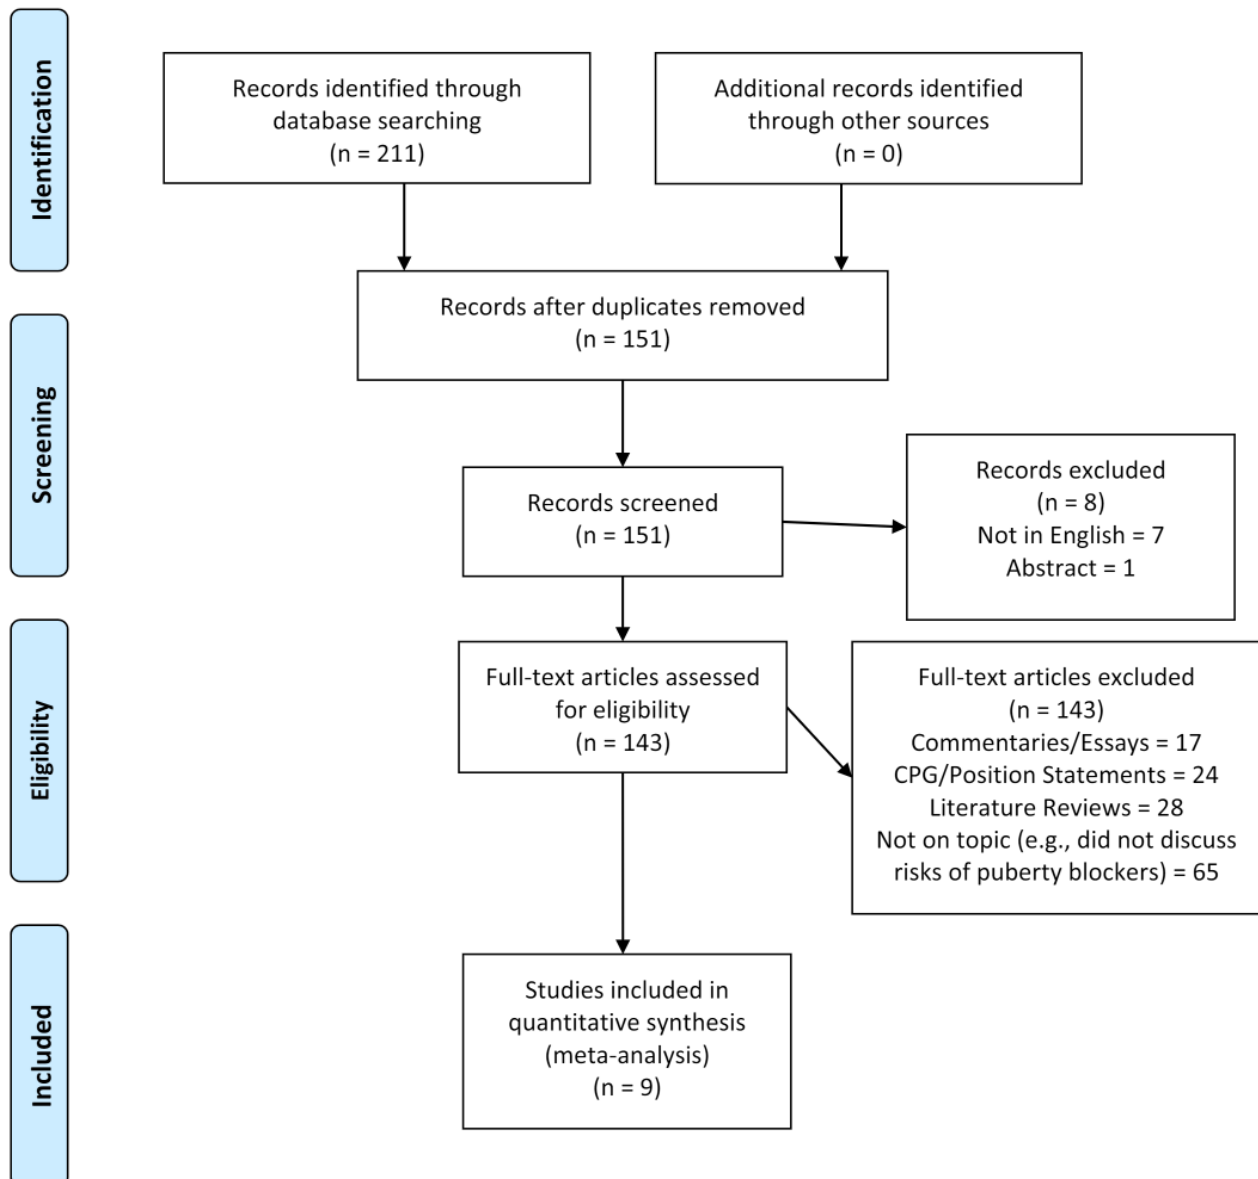 Identification
Records identified through
database searching
(n = 211)
Additional records identified
through other sources
(n = 0)
Records after duplicates removed
(n = 151)
Screening
Records screened
(n = 151)
Records excluded
(n = 8)
Not in English = 7
Abstract = 1
Eligibility
Full-text articles assessed
for eligibility
(n = 143)
Full-text articles excluded
(n = 143)
Commentaries/Essays = 17
CPG/Position Statements = 24
Literature Reviews = 28
Not on topic (e.g., did not discuss
risks of puberty blockers) = 65
Included
Studies included in
quantitative synthesis
(meta-analysis)
(n = 9)